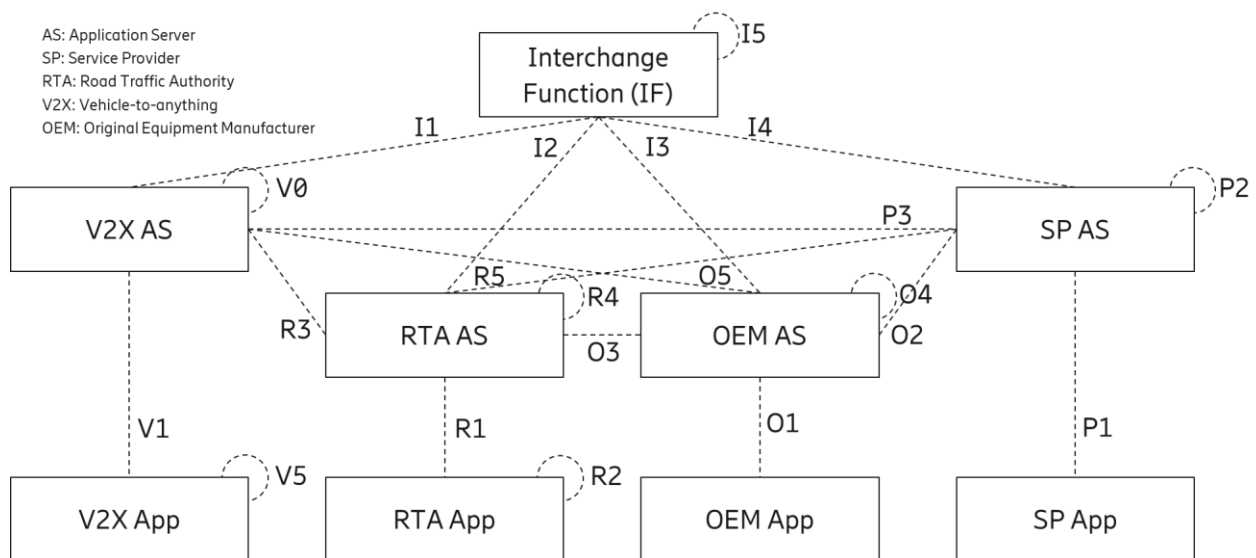 AS: Application Server
SP: Service Provider
RTA: Road Traffic Authority
V2X: Vehicle-to-anything
OEM: Original Equipment Manufacturer
Interchange
Function (IF)
I5
I1
I2
I3
I4
V2X AS
V0
P3
SP AS
P2
R5
O5
R3
RTA AS
R4
O3
OEM AS
O4
O2
V1
R1
O1
P1
V2X App
V5
RTA App
R2
OEM App
SP App